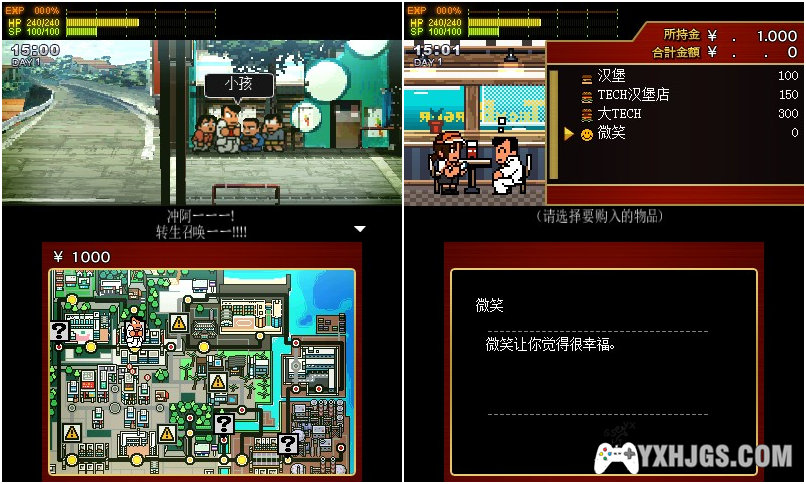 EXP 000%
HP 240/240
SP 100/100
15:00
DAY.1
小孩
冲阿ーーー!
转生召唤ーー!!!!
¥ 1000
?
?
?
EXP 000%
HP 240/240
SP 100/100
15:01
DAY.1
所持金 ¥ . 1.000
合計金額 ¥ . . 0
汉堡 100
TECH汉堡店 150
大TECH 300
微笑 0
(请选择要购入的物品)
微笑
微笑让你觉得很幸福。
YXHJGS.COM